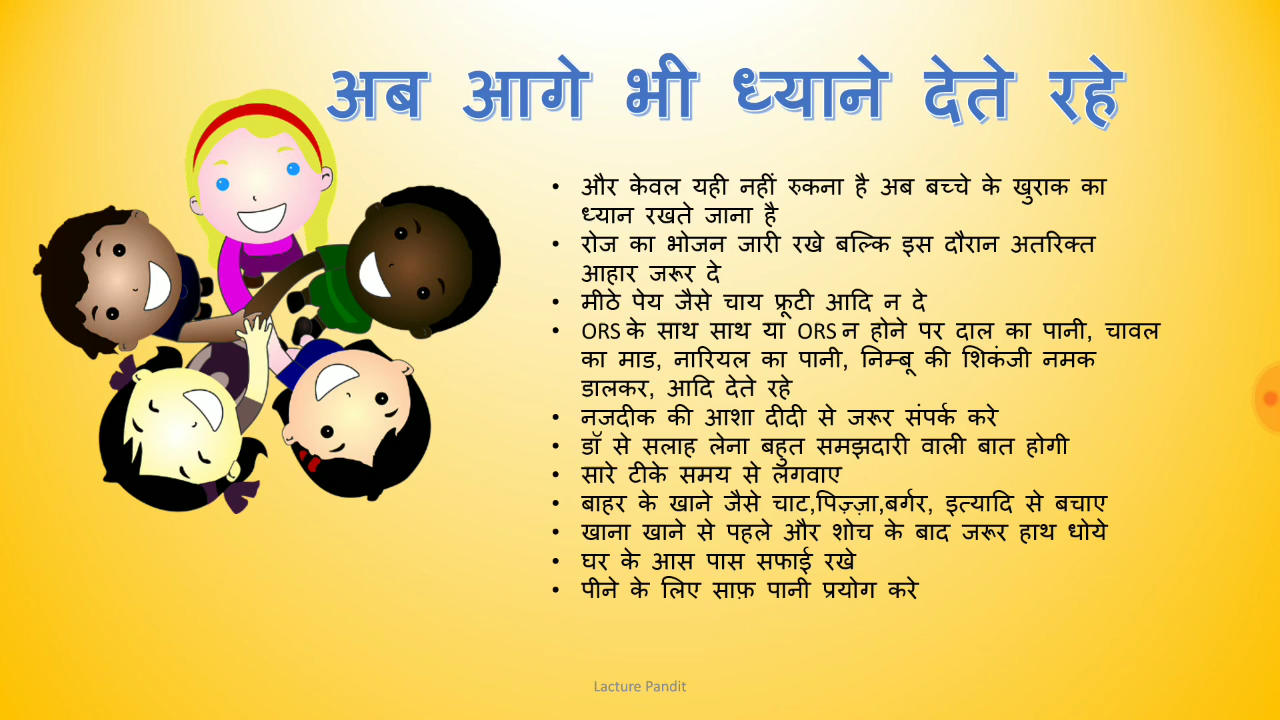 अब आगे भी ध्याने देते रहे
• और केवल यही नहीं रुकना है अब बच्चे के खुराक का
ध्यान रखते जाना है
• रोज का भोजन जारी रखे बल्कि इस दौरान अतरिक्त
आहार जरूर दे
• मीठे पेय जैसे चाय फ्रूटी आदि न दे
• ORS के साथ साथ या ORS न होने पर दाल का पानी, चावल
का माड, नारियल का पानी, निम्बू की शिकंजी नमक
डालकर, आदि देते रहे
• नजदीक की आशा दीदी से जरूर संपर्क करे
• डॉ से सलाह लेना बहुत समझदारी वाली बात होगी
• सारे टीके समय से लगवाए
• बाहर के खाने जैसे चाट,पिज़्ज़ा,बर्गर, इत्यादि से बचाए
• खाना खाने से पहले और शोच के बाद जरूर हाथ धोये
• घर के आस पास सफाई रखे
• पीने के लिए साफ़ पानी प्रयोग करे
Lacture Pandit